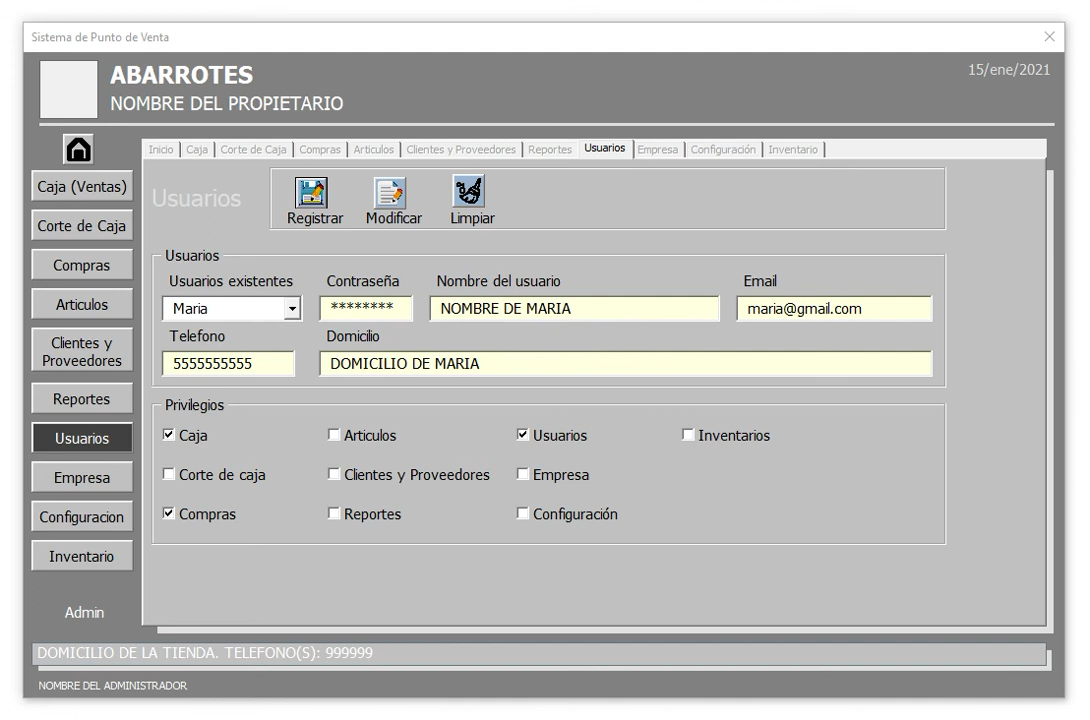 Sistema de Punto de Venta
ABARROTES
15/ene/2021
NOMBRE DEL PROPIETARIO
Inicio Caja Corte de Caja Compras Articulos Clientes y Proveedores Reportes Usuarios Empresa Configuración Inventario
Caja (Ventas)
Corte de Caja
Compras
Articulos
Clientes y
Proveedores
Reportes
Usuarios
Empresa
Configuracion
Inventario
Admin
Usuarios
Registrar Modificar Limpiar
Usuarios
Usuarios existentes Contraseña Nombre del usuario Email
Maria ******** NOMBRE DE MARIA maria@gmail.com
Telefono Domicilio
5555555555 DOMICILIO DE MARIA
Privilegios
Caja Articulos Usuarios Inventarios
Corte de caja Clientes y Proveedores Empresa
Compras Reportes Configuración
DOMICILIO DE LA TIENDA. TELEFONO(S): 999999
NOMBRE DEL ADMINISTRADOR